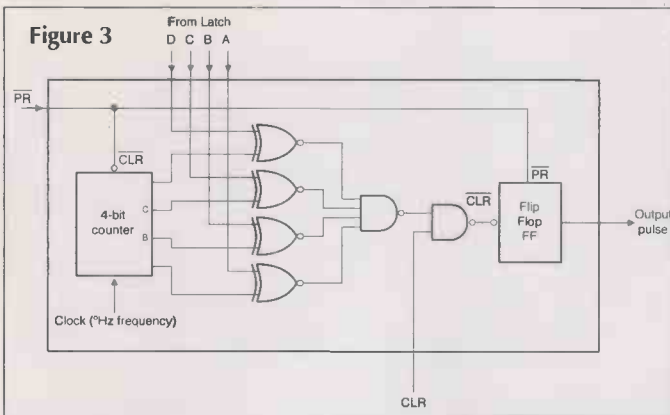 Figure 3
From Latch
D C B A
PR
CLR
4-bit
counter
C
B
Clock (°Hz frequency)
CLR
PR
Flip
Flop
FF
Output
pulse
CLR